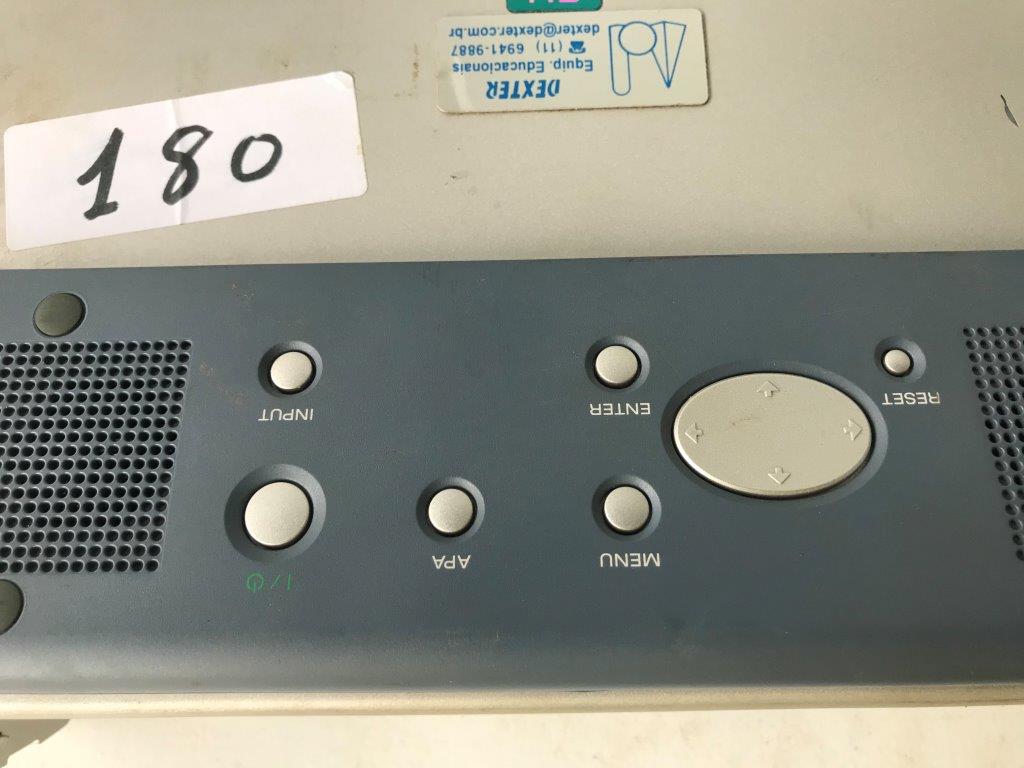 180
DEXTER
Equip. Educacionais
(11) 6941-9887
dexter@dexter.com.br
INPUT
ENTER
RESET
I / ⏻
APA
MENU